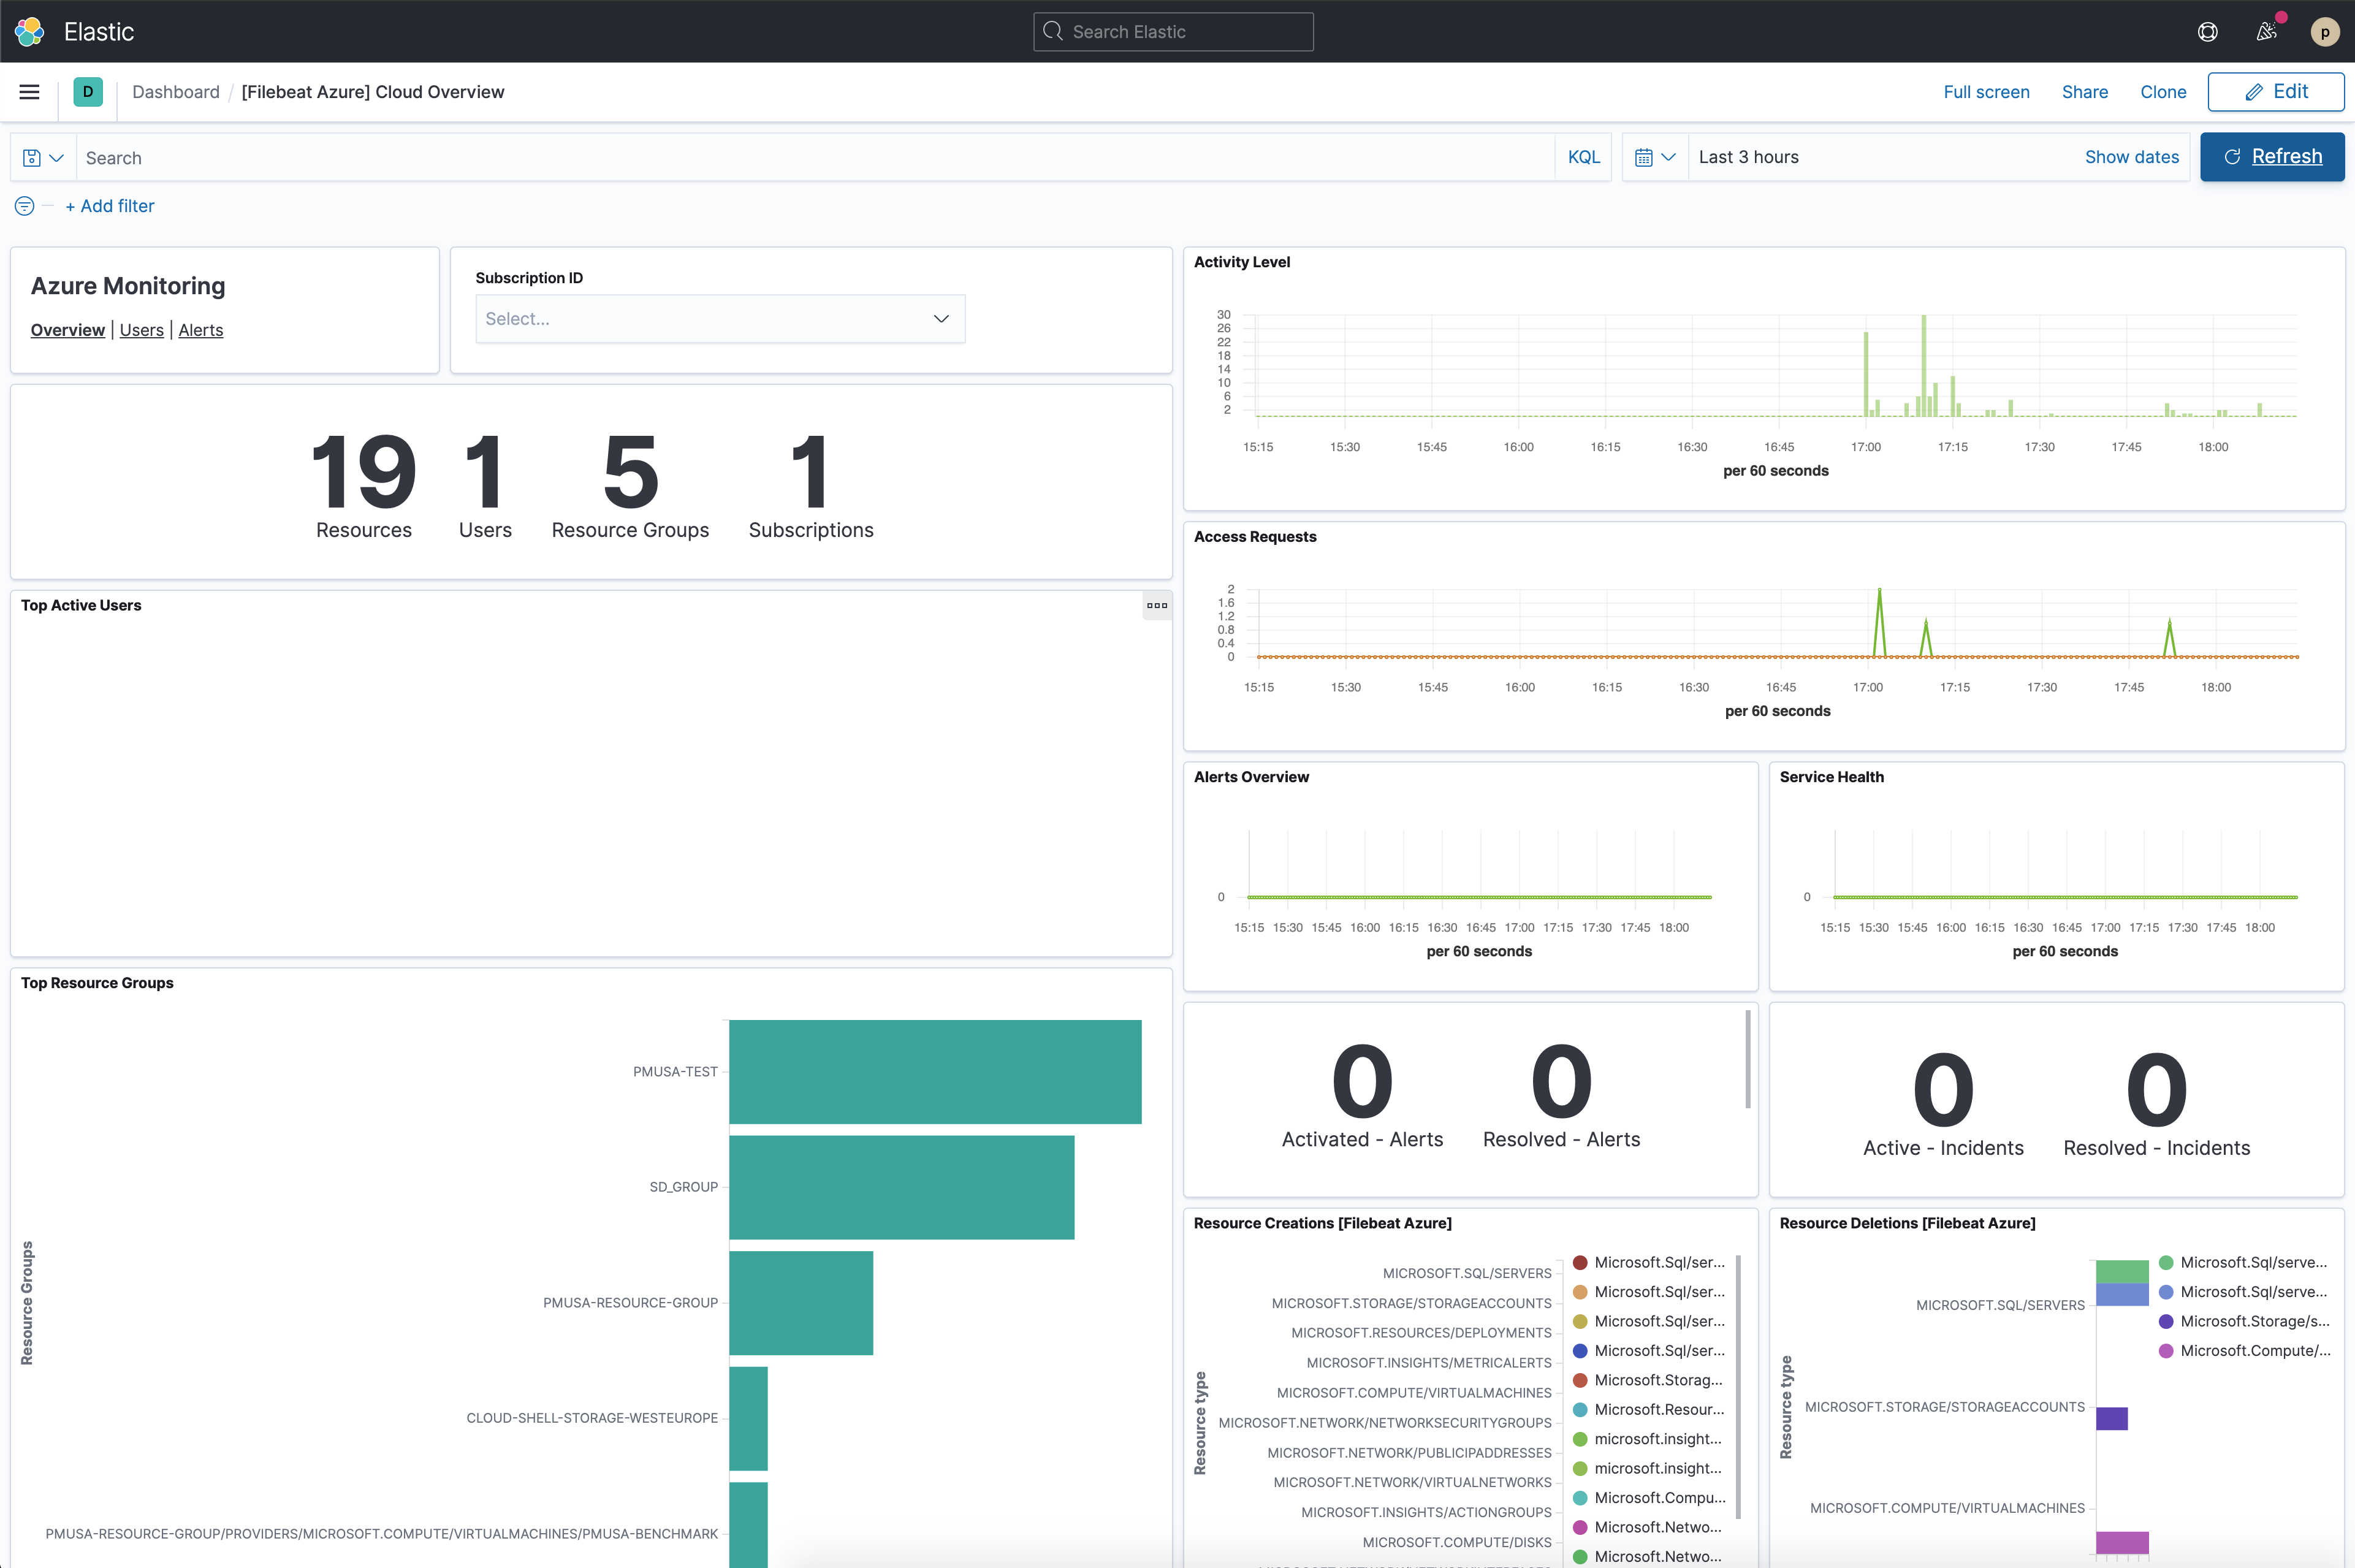 Elastic
Search Elastic
p
D
Dashboard / [Filebeat Azure] Cloud Overview
Full screen
Share
Clone
Edit
Search
KQL
Last 3 hours
Show dates
Refresh
+ Add filter
Azure Monitoring
Overview | Users | Alerts
Subscription ID
Select...
19
Resources
1
Users
5
Resource Groups
1
Subscriptions
Top Active Users
Top Resource Groups
Resource Groups
PMUSA-TEST
SD_GROUP
PMUSA-RESOURCE-GROUP
CLOUD-SHELL-STORAGE-WESTEUROPE
PMUSA-RESOURCE-GROUP/PROVIDERS/MICROSOFT.COMPUTE/VIRTUALMACHINES/PMUSA-BENCHMARK
Activity Level
30
26
22
18
14
10
6
2
15:15 15:30 15:45 16:00 16:15 16:30 16:45 17:00 17:15 17:30 17:45 18:00
per 60 seconds
Access Requests
2
1.6
1.2
0.8
0.4
0
15:15 15:30 15:45 16:00 16:15 16:30 16:45 17:00 17:15 17:30 17:45 18:00
per 60 seconds
Alerts Overview
0
15:15 15:30 15:45 16:00 16:15 16:30 16:45 17:00 17:15 17:30 17:45 18:00
per 60 seconds
Service Health
0
15:15 15:30 15:45 16:00 16:15 16:30 16:45 17:00 17:15 17:30 17:45 18:00
per 60 seconds
0
Activated - Alerts
0
Resolved - Alerts
0
Active - Incidents
0
Resolved - Incidents
Resource Creations [Filebeat Azure]
Resource type
MICROSOFT.SQL/SERVERS
MICROSOFT.STORAGE/STORAGEACCOUNTS
MICROSOFT.RESOURCES/DEPLOYMENTS
MICROSOFT.INSIGHTS/METRICALERTS
MICROSOFT.COMPUTE/VIRTUALMACHINES
MICROSOFT.NETWORK/NETWORKSECURITYGROUPS
MICROSOFT.NETWORK/PUBLICIPADDRESSES
MICROSOFT.NETWORK/VIRTUALNETWORKS
MICROSOFT.INSIGHTS/ACTIONGROUPS
MICROSOFT.COMPUTE/DISKS
Microsoft.Sql/ser...
Microsoft.Sql/ser...
Microsoft.Sql/ser...
Microsoft.Sql/ser...
Microsoft.Storag...
Microsoft.Resour...
microsoft.insight...
microsoft.insight...
Microsoft.Compu...
Microsoft.Netwo...
Microsoft.Netwo...
Resource Deletions [Filebeat Azure]
Resource type
MICROSOFT.SQL/SERVERS
MICROSOFT.STORAGE/STORAGEACCOUNTS
MICROSOFT.COMPUTE/VIRTUALMACHINES
Microsoft.Sql/serve...
Microsoft.Sql/serve...
Microsoft.Storage/s...
Microsoft.Compute/...